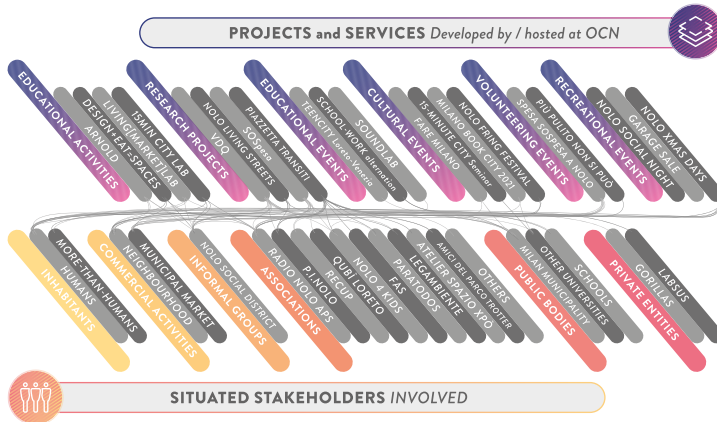 PROJECTS and SERVICES Developed by / hosted at OCN
EDUCATIONAL ACTIVITIES
ARNOLD
DESIGN+EAT=SPACES
LIVING(MARKET)LAB
15MIN CITY LAB
RESEARCH PROJECTS
VDQ
SOSpesa
NOLO LIVING STREETS
PIAZZETTA TRANSITI
EDUCATIONAL EVENTS
TEENCITY Loreto-Venezia
SCHOOL-WORK alternation
SOUNDLAB
CULTURAL EVENTS
FARE MILANO
15-MINUTE CITY Seminar
MILANO BOOK CITY 2021
NOLO FRING FESTIVAL
VOLUNTEERING EVENTS
SPESA SOSPESA A NOLO
PIÙ PULITO NON SI PUÒ
RECREATIONAL EVENTS
NOLO SOCIAL NIGHT
GARAGE SALE
NOLO XMAS DAYS
INHABITANTS
HUMANS
MORE-THAN-HUMANS
COMMERCIAL ACTIVITIES
NEIGHBOURHOOD
MUNICIPAL MARKET
INFORMAL GROUPS
NOLO SOCIAL DISTRICT
ASSOCIATIONS
RADIO NOLO APS
P.I.NOLO
RECUP
QUBÌ LORETO
NOLO 4 KIDS
FAS
PARATODOS
LEGAMBIENTE
ATELIER SPAZIO XPÒ
AMICI DEL PARCO TROTTER
OTHERS
PUBLIC BODIES
MILAN MUNICIPALITY
OTHER UNIVERSITIES
SCHOOLS
PRIVATE ENTITIES
GORILLAS
LABSUS
SITUATED STAKEHOLDERS INVOLVED